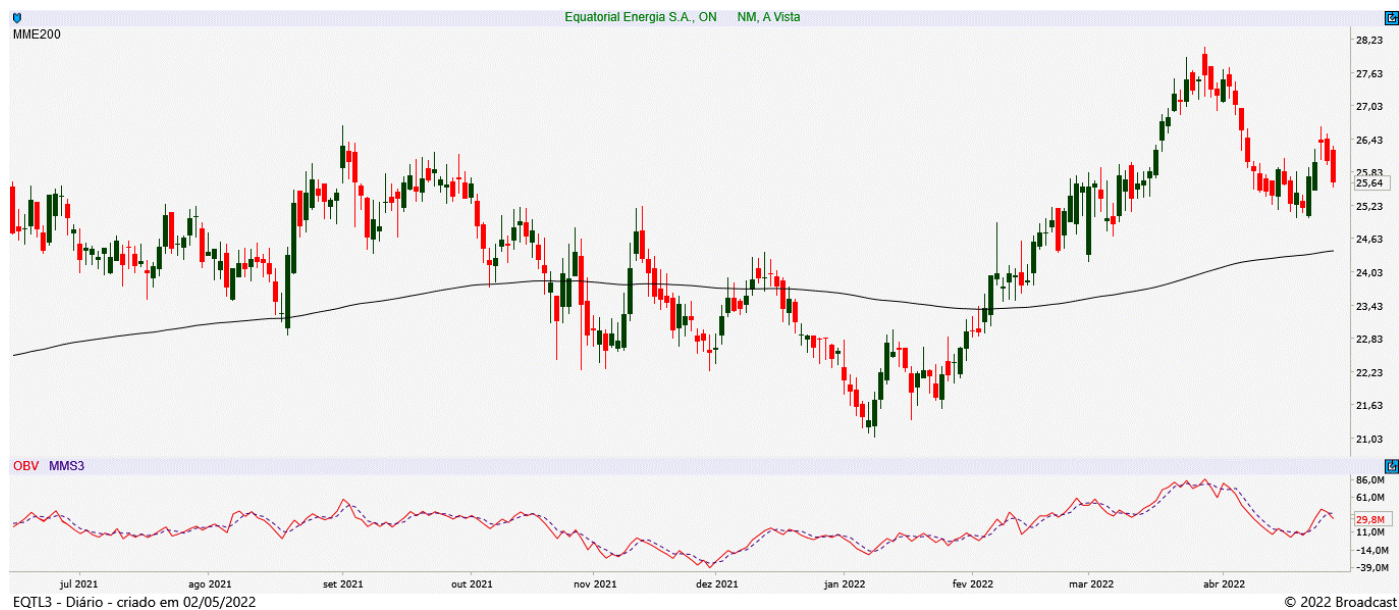 Equatorial Energia S.A., ON NM, A Vista
MME200
28,23
27,63
27,03
26,43
25,83
25,64
25,23
24,63
24,03
23,43
22,83
22,23
21,63
21,03
OBV MMS3
86,0M
61,0M
29,8M
11,0M
-14,0M
-39,0M
jul 2021 ago 2021 set 2021 out 2021 nov 2021 dez 2021 jan 2022 fev 2022 mar 2022 abr 2022
EQTL3 - Diário - criado em 02/05/2022 © 2022 Broadcast